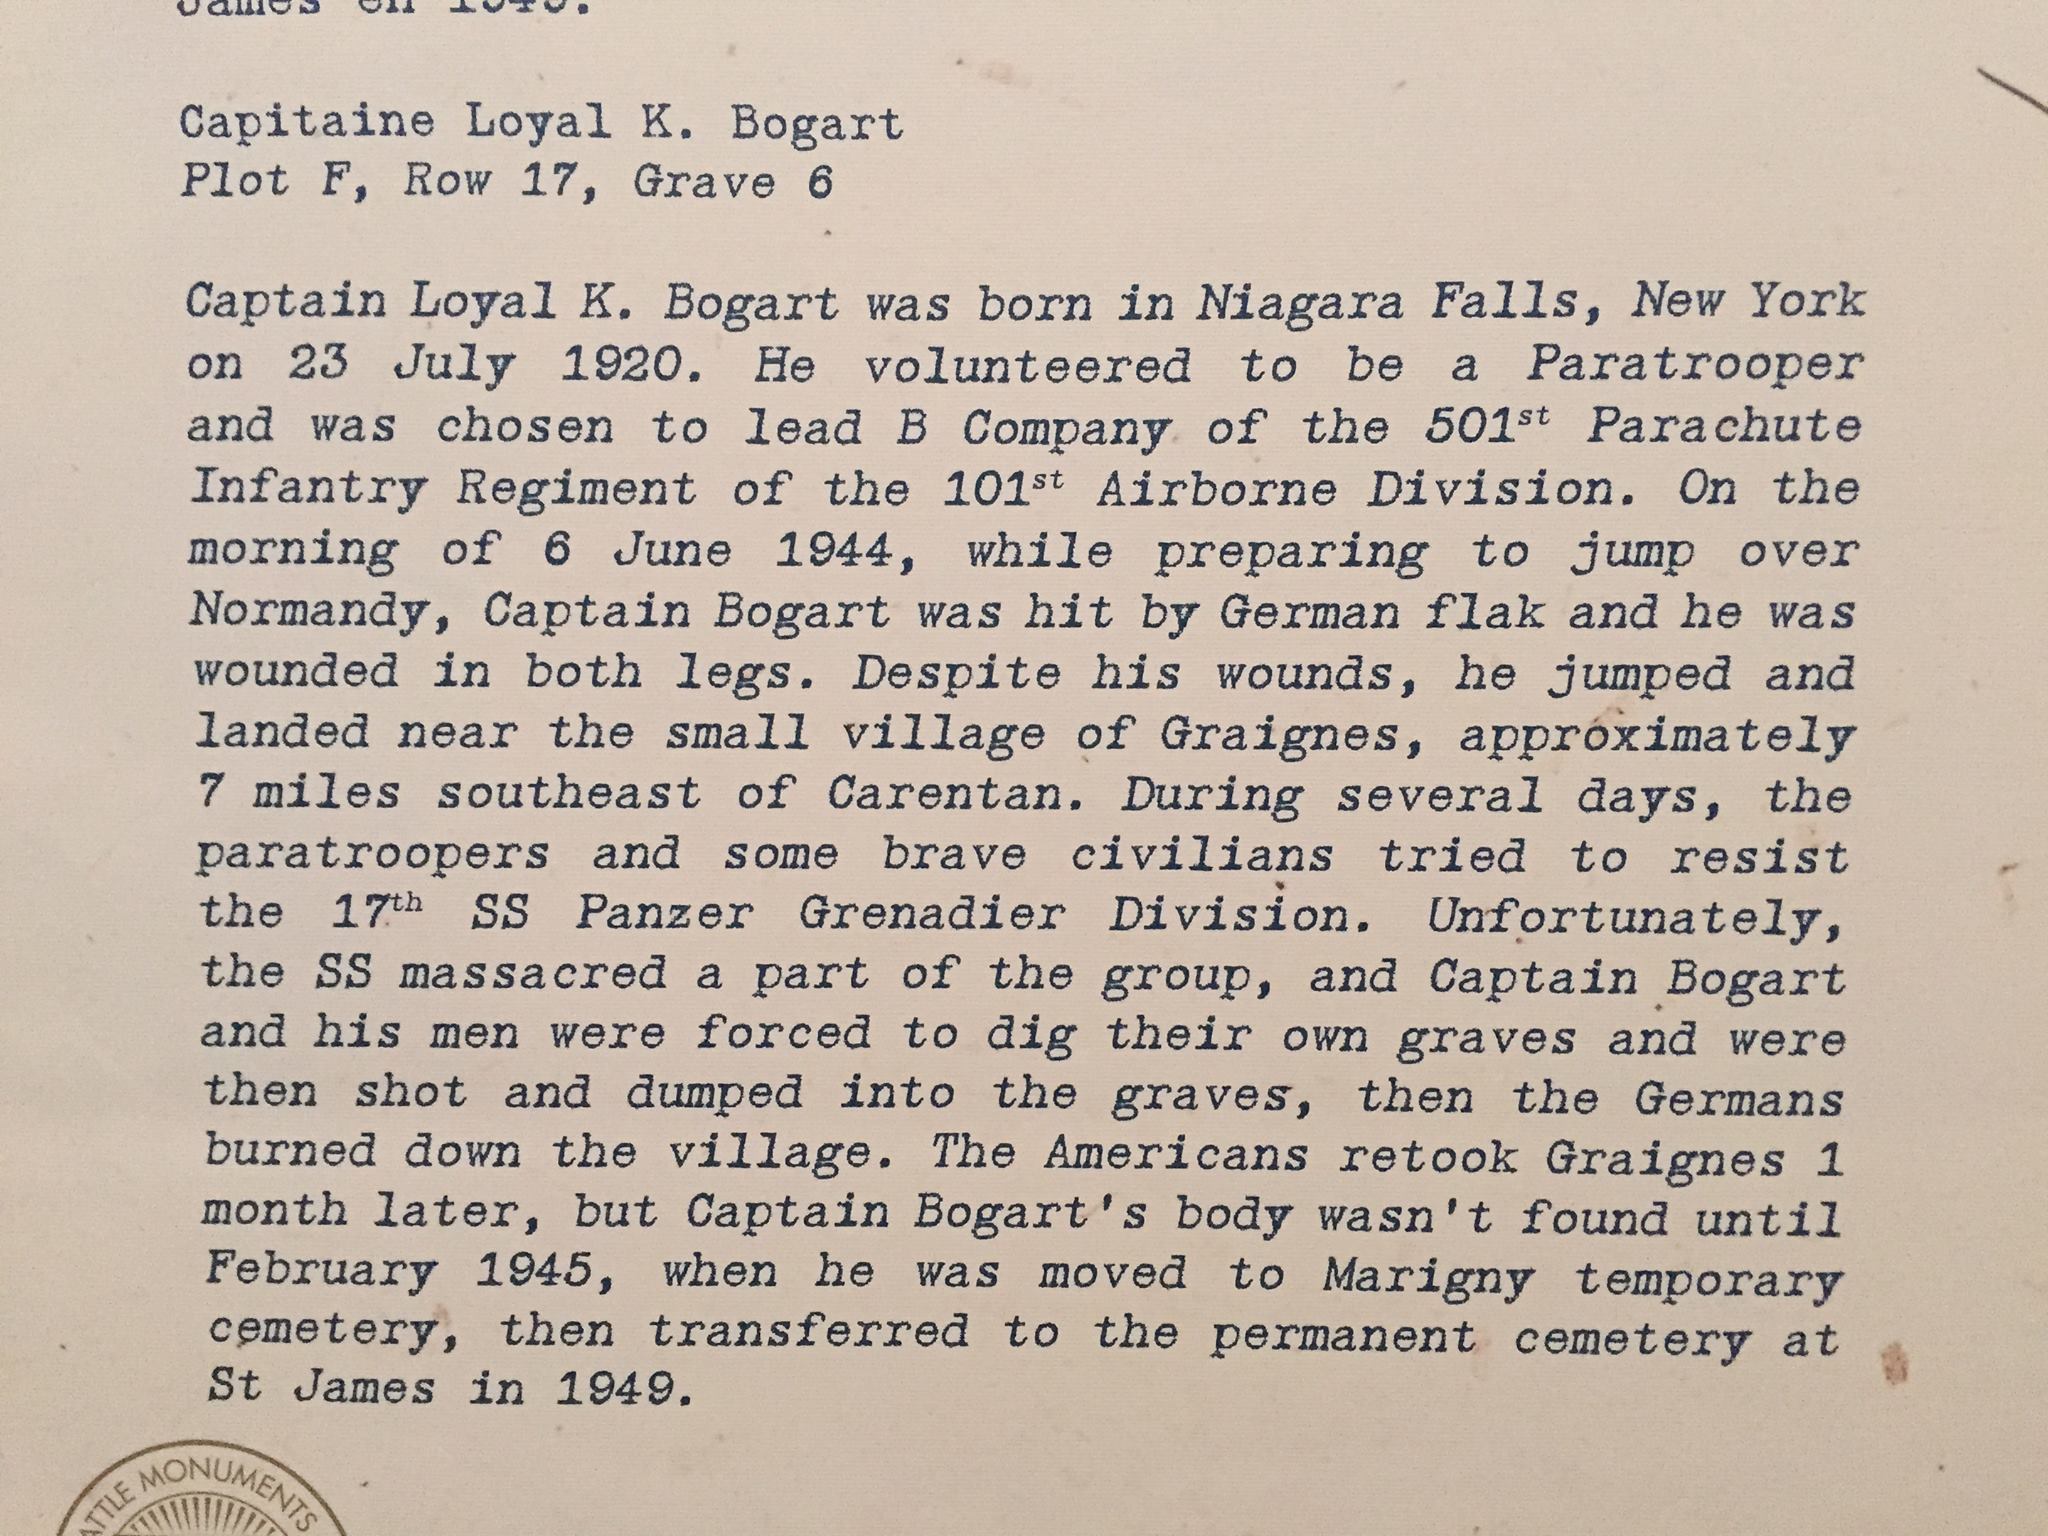 James en 1949.
Capitaine Loyal K. Bogart
Plot F, Row 17, Grave 6
Captain Loyal K. Bogart was born in Niagara Falls, New York
on 23 July 1920. He volunteered to be a Paratrooper
and was chosen to lead B Company of the 501st Parachute
Infantry Regiment of the 101st Airborne Division. On the
morning of 6 June 1944, while preparing to jump over
Normandy, Captain Bogart was hit by German flak and he was
wounded in both legs. Despite his wounds, he jumped and
landed near the small village of Graignes, approximately
7 miles southeast of Carentan. During several days, the
paratroopers and some brave civilians tried to resist
the 17th SS Panzer Grenadier Division. Unfortunately,
the SS massacred a part of the group, and Captain Bogart
and his men were forced to dig their own graves and were
then shot and dumped into the graves, then the Germans
burned down the village. The Americans retook Graignes 1
month later, but Captain Bogart's body wasn't found until
February 1945, when he was moved to Marigny temporary
cemetery, then transferred to the permanent cemetery at
St James in 1949.
ATTLE MONUMENTS